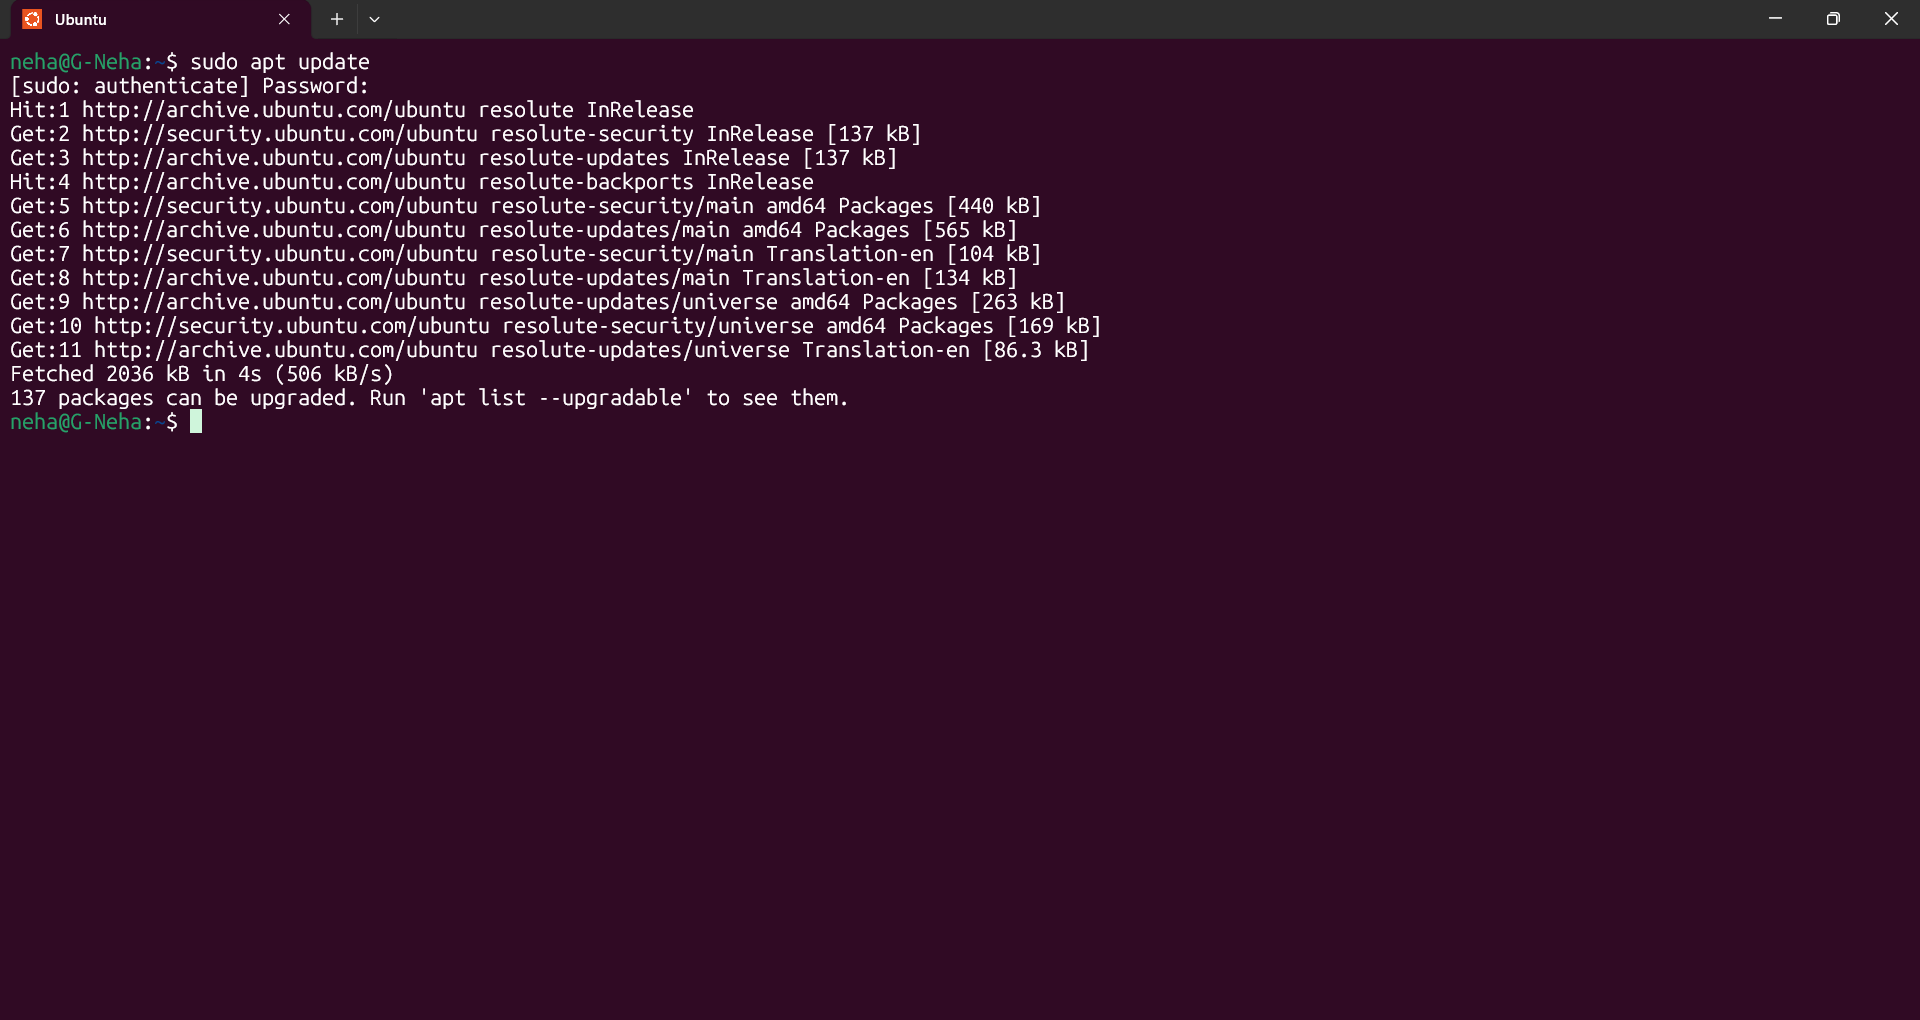 Ubuntu
neha@G-Neha:~$ sudo apt update
[sudo: authenticate] Password:
Hit:1 http://archive.ubuntu.com/ubuntu resolute InRelease
Get:2 http://security.ubuntu.com/ubuntu resolute-security InRelease [137 kB]
Get:3 http://archive.ubuntu.com/ubuntu resolute-updates InRelease [137 kB]
Hit:4 http://archive.ubuntu.com/ubuntu resolute-backports InRelease
Get:5 http://security.ubuntu.com/ubuntu resolute-security/main amd64 Packages [440 kB]
Get:6 http://archive.ubuntu.com/ubuntu resolute-updates/main amd64 Packages [565 kB]
Get:7 http://security.ubuntu.com/ubuntu resolute-security/main Translation-en [104 kB]
Get:8 http://archive.ubuntu.com/ubuntu resolute-updates/main Translation-en [134 kB]
Get:9 http://archive.ubuntu.com/ubuntu resolute-updates/universe amd64 Packages [263 kB]
Get:10 http://security.ubuntu.com/ubuntu resolute-security/universe amd64 Packages [169 kB]
Get:11 http://archive.ubuntu.com/ubuntu resolute-updates/universe Translation-en [86.3 kB]
Fetched 2036 kB in 4s (506 kB/s)
137 packages can be upgraded. Run 'apt list --upgradable' to see them.
neha@G-Neha:~$